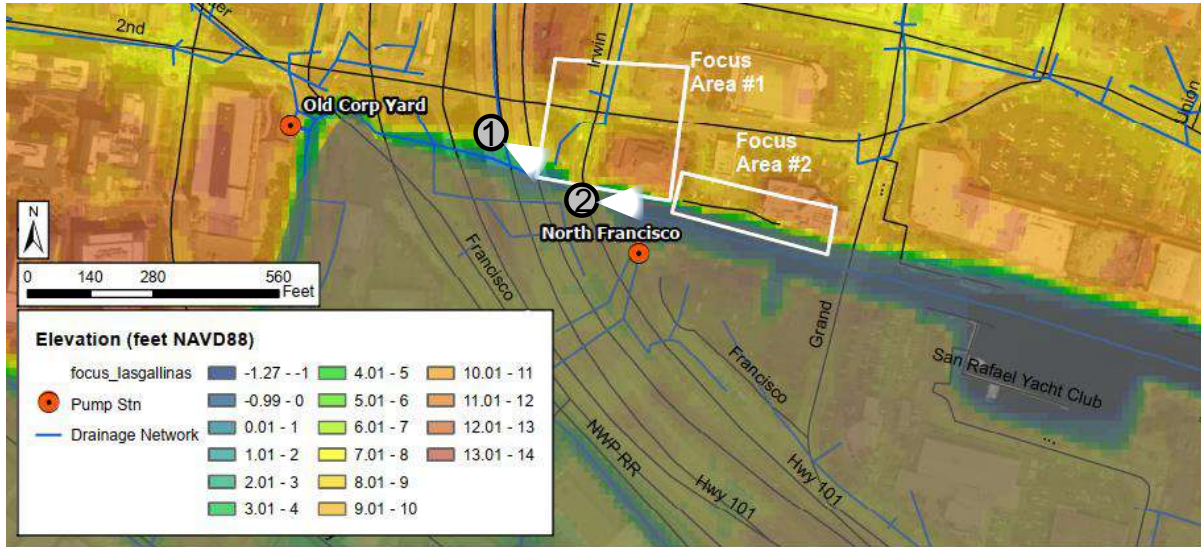 2nd
Irwin
Focus
Area #1
Union
Old Corp Yard
1
Focus
Area #2
...
2
N
North Francisco
0 140 280 560
Feet
Francisco
Grand
Francisco
San Rafael Yacht Club
...
NWP RR
Hwy 101
Hwy 101
Elevation (feet NAVD88)
focus_lasgallinas
Pump Stn
Drainage Network
-1.27 - -1
-0.99 - 0
0.01 - 1
1.01 - 2
2.01 - 3
3.01 - 4
4.01 - 5
5.01 - 6
6.01 - 7
7.01 - 8
8.01 - 9
9.01 - 10
10.01 - 11
11.01 - 12
12.01 - 13
13.01 - 14